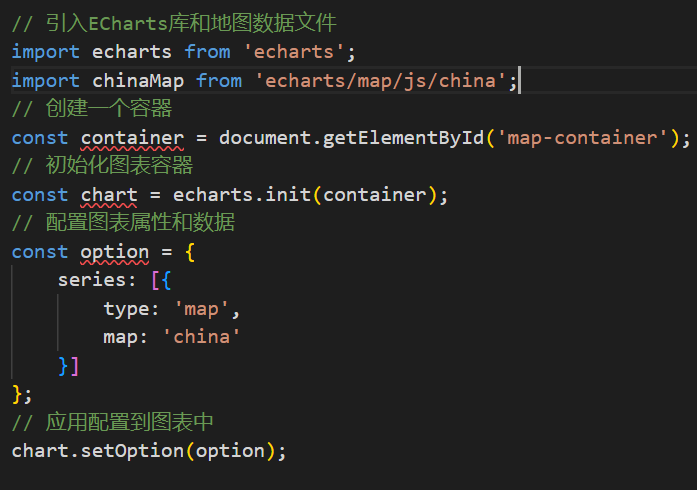 // 引入ECharts库和地图数据文件
import echarts from 'echarts';
import chinaMap from 'echarts/map/js/china';
// 创建一个容器
const container = document.getElementById('map-container');
// 初始化图表容器
const chart = echarts.init(container);
// 配置图表属性和数据
const option = {
    series: [{
        type: 'map',
        map: 'china'
    }]
};
// 应用配置到图表中
chart.setOption(option);